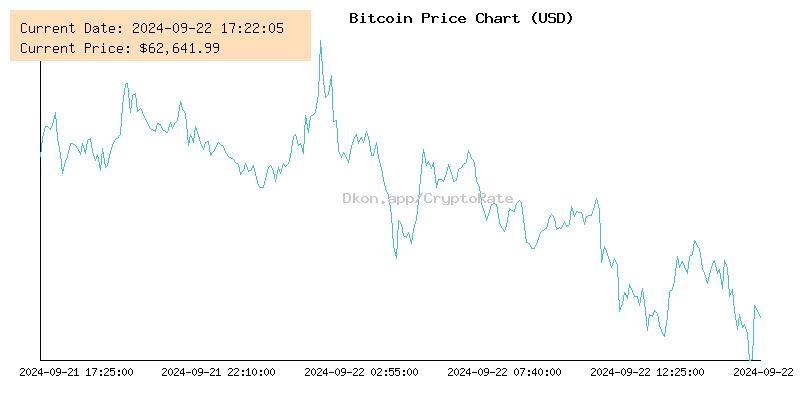 Bitcoin Price Chart (USD)
Current Date: 2024-09-22 17:22:05
Current Price: $62,641.99
Dkon.app/CryptoRate
2024-09-21 17:25:00
2024-09-21 22:10:00
2024-09-22 02:55:00
2024-09-22 07:40:00
2024-09-22 12:25:00
2024-09-22